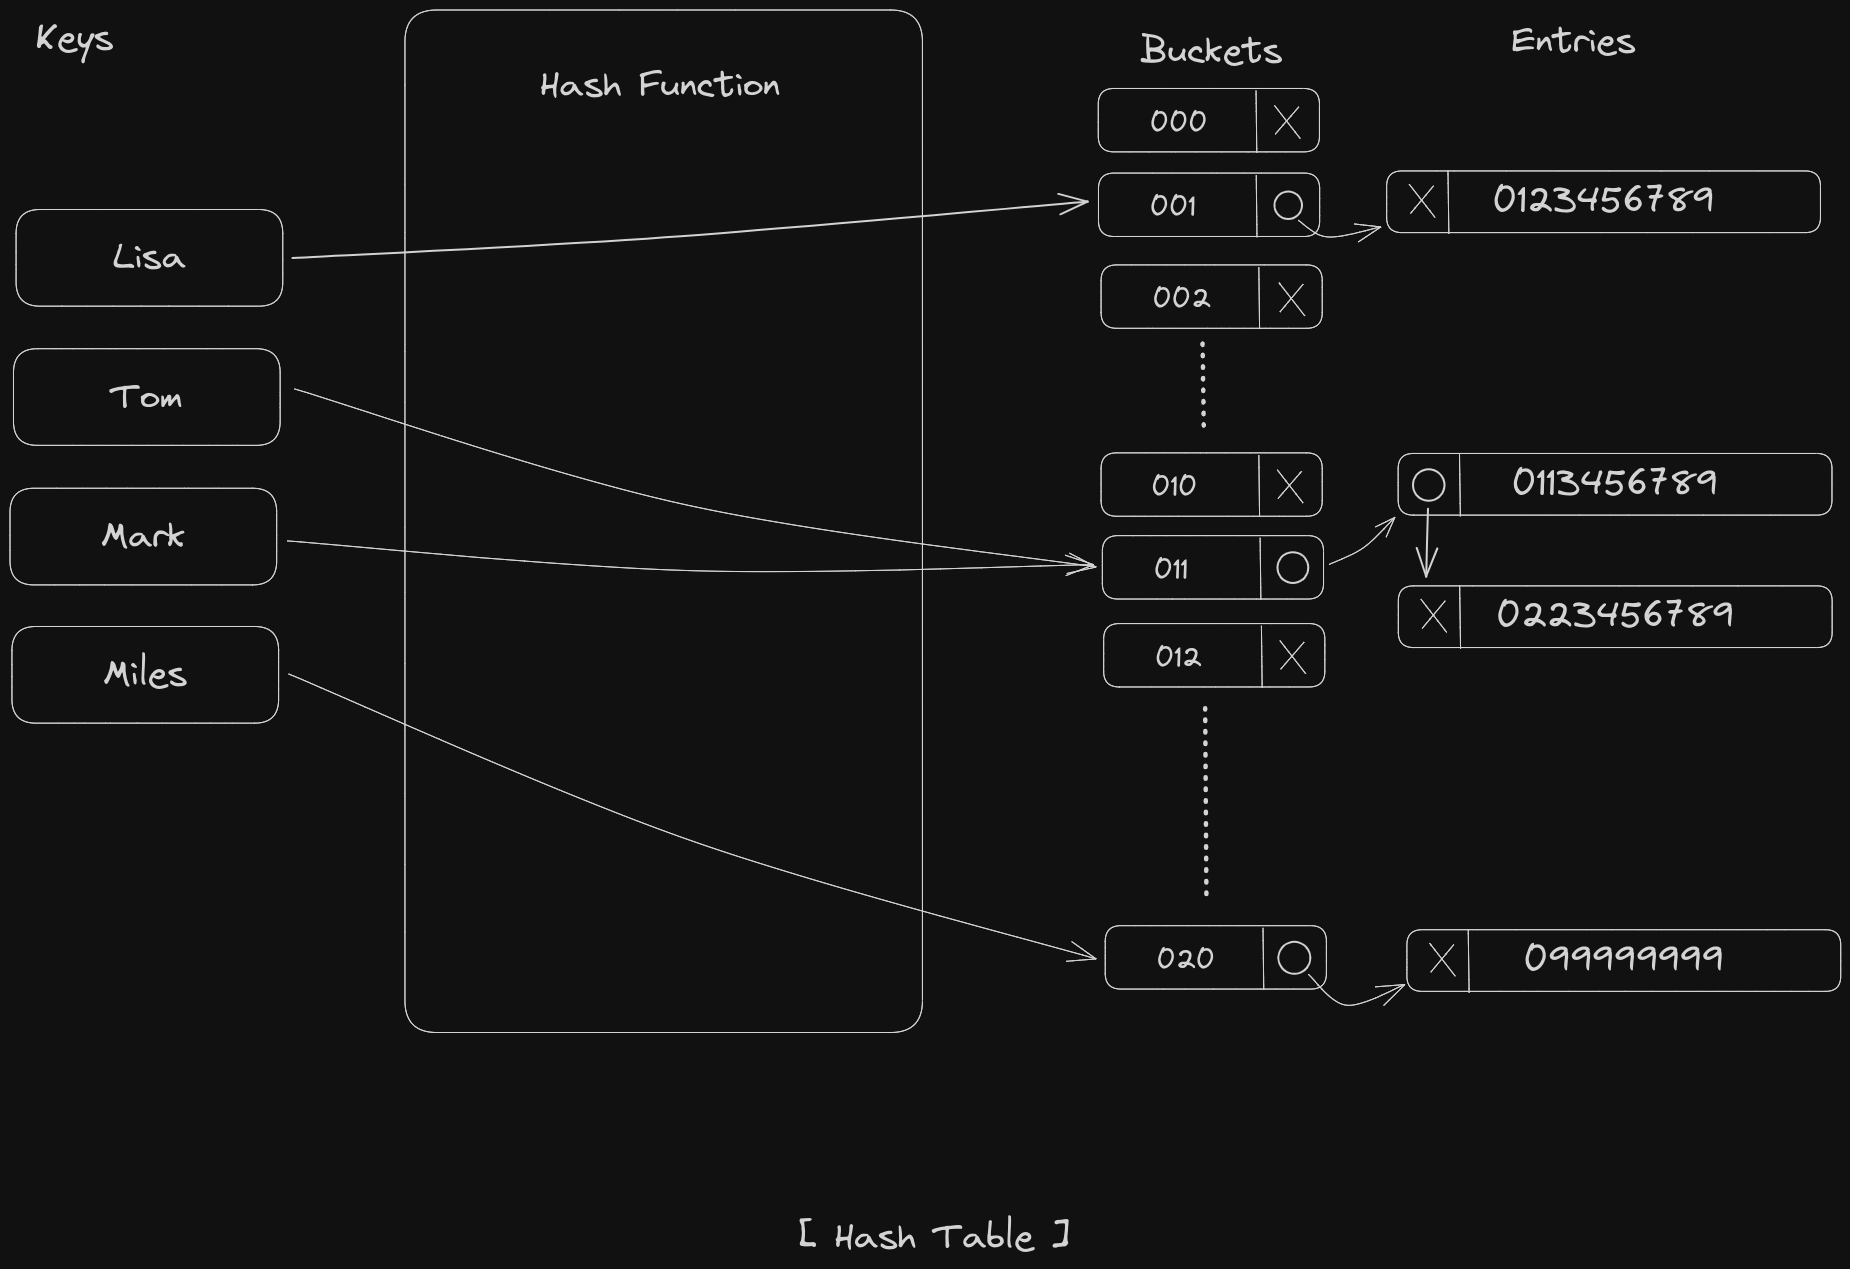 Keys
Hash Function
Buckets
Entries
Lisa
Tom
Mark
Miles
000
001
002
010
011
012
020
0123456789
0113456789
0223456789
099999999
[ Hash Table ]